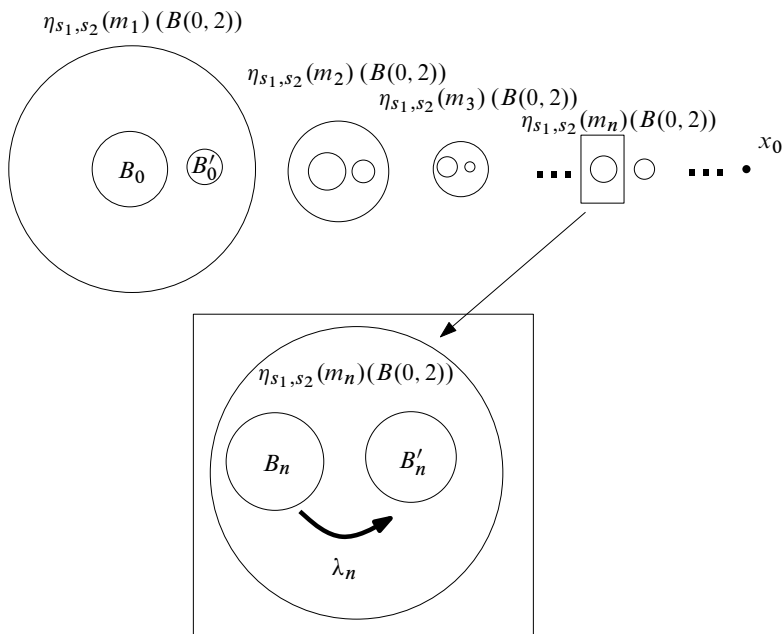 η_{s_1,s_2}(m_1)(B(0, 2))
η_{s_1,s_2}(m_2)(B(0, 2))
η_{s_1,s_2}(m_3)(B(0, 2))
η_{s_1,s_2}(m_n)(B(0, 2))
x_0
B_0
B'_0
η_{s_1,s_2}(m_n)(B(0, 2))
B_n
B'_n
λ_n